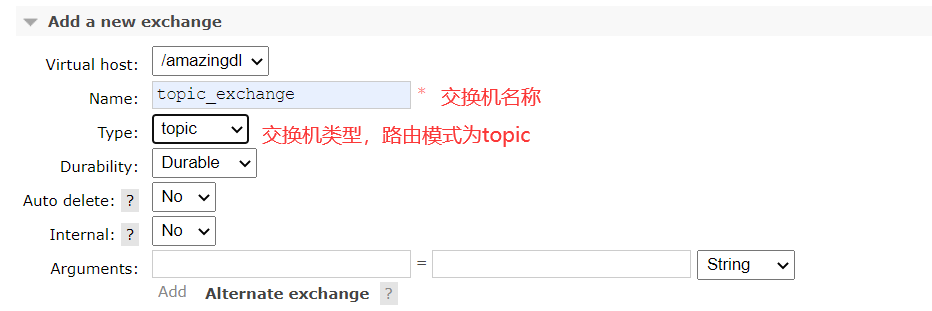 Add a new exchange
Virtual host: /amazingdl
Name: topic_exchange * 交换机名称
Type: topic 交换机类型，路由模式为topic
Durability: Durable
Auto delete: ? No
Internal: ? No
Arguments: = String
Add Alternate exchange ?